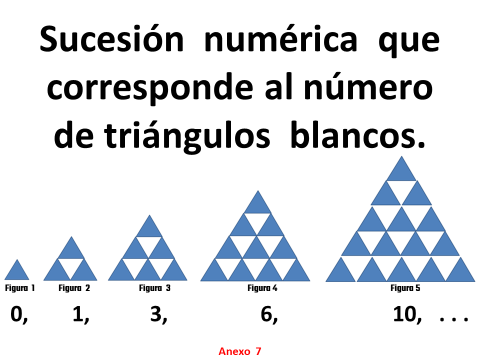 Sucesión numérica que
corresponde al número
de triángulos blancos.
Figura 1 Figura 2 Figura 3 Figura 4 Figura 5
0, 1, 3, 6, 10, ...
Anexo 7